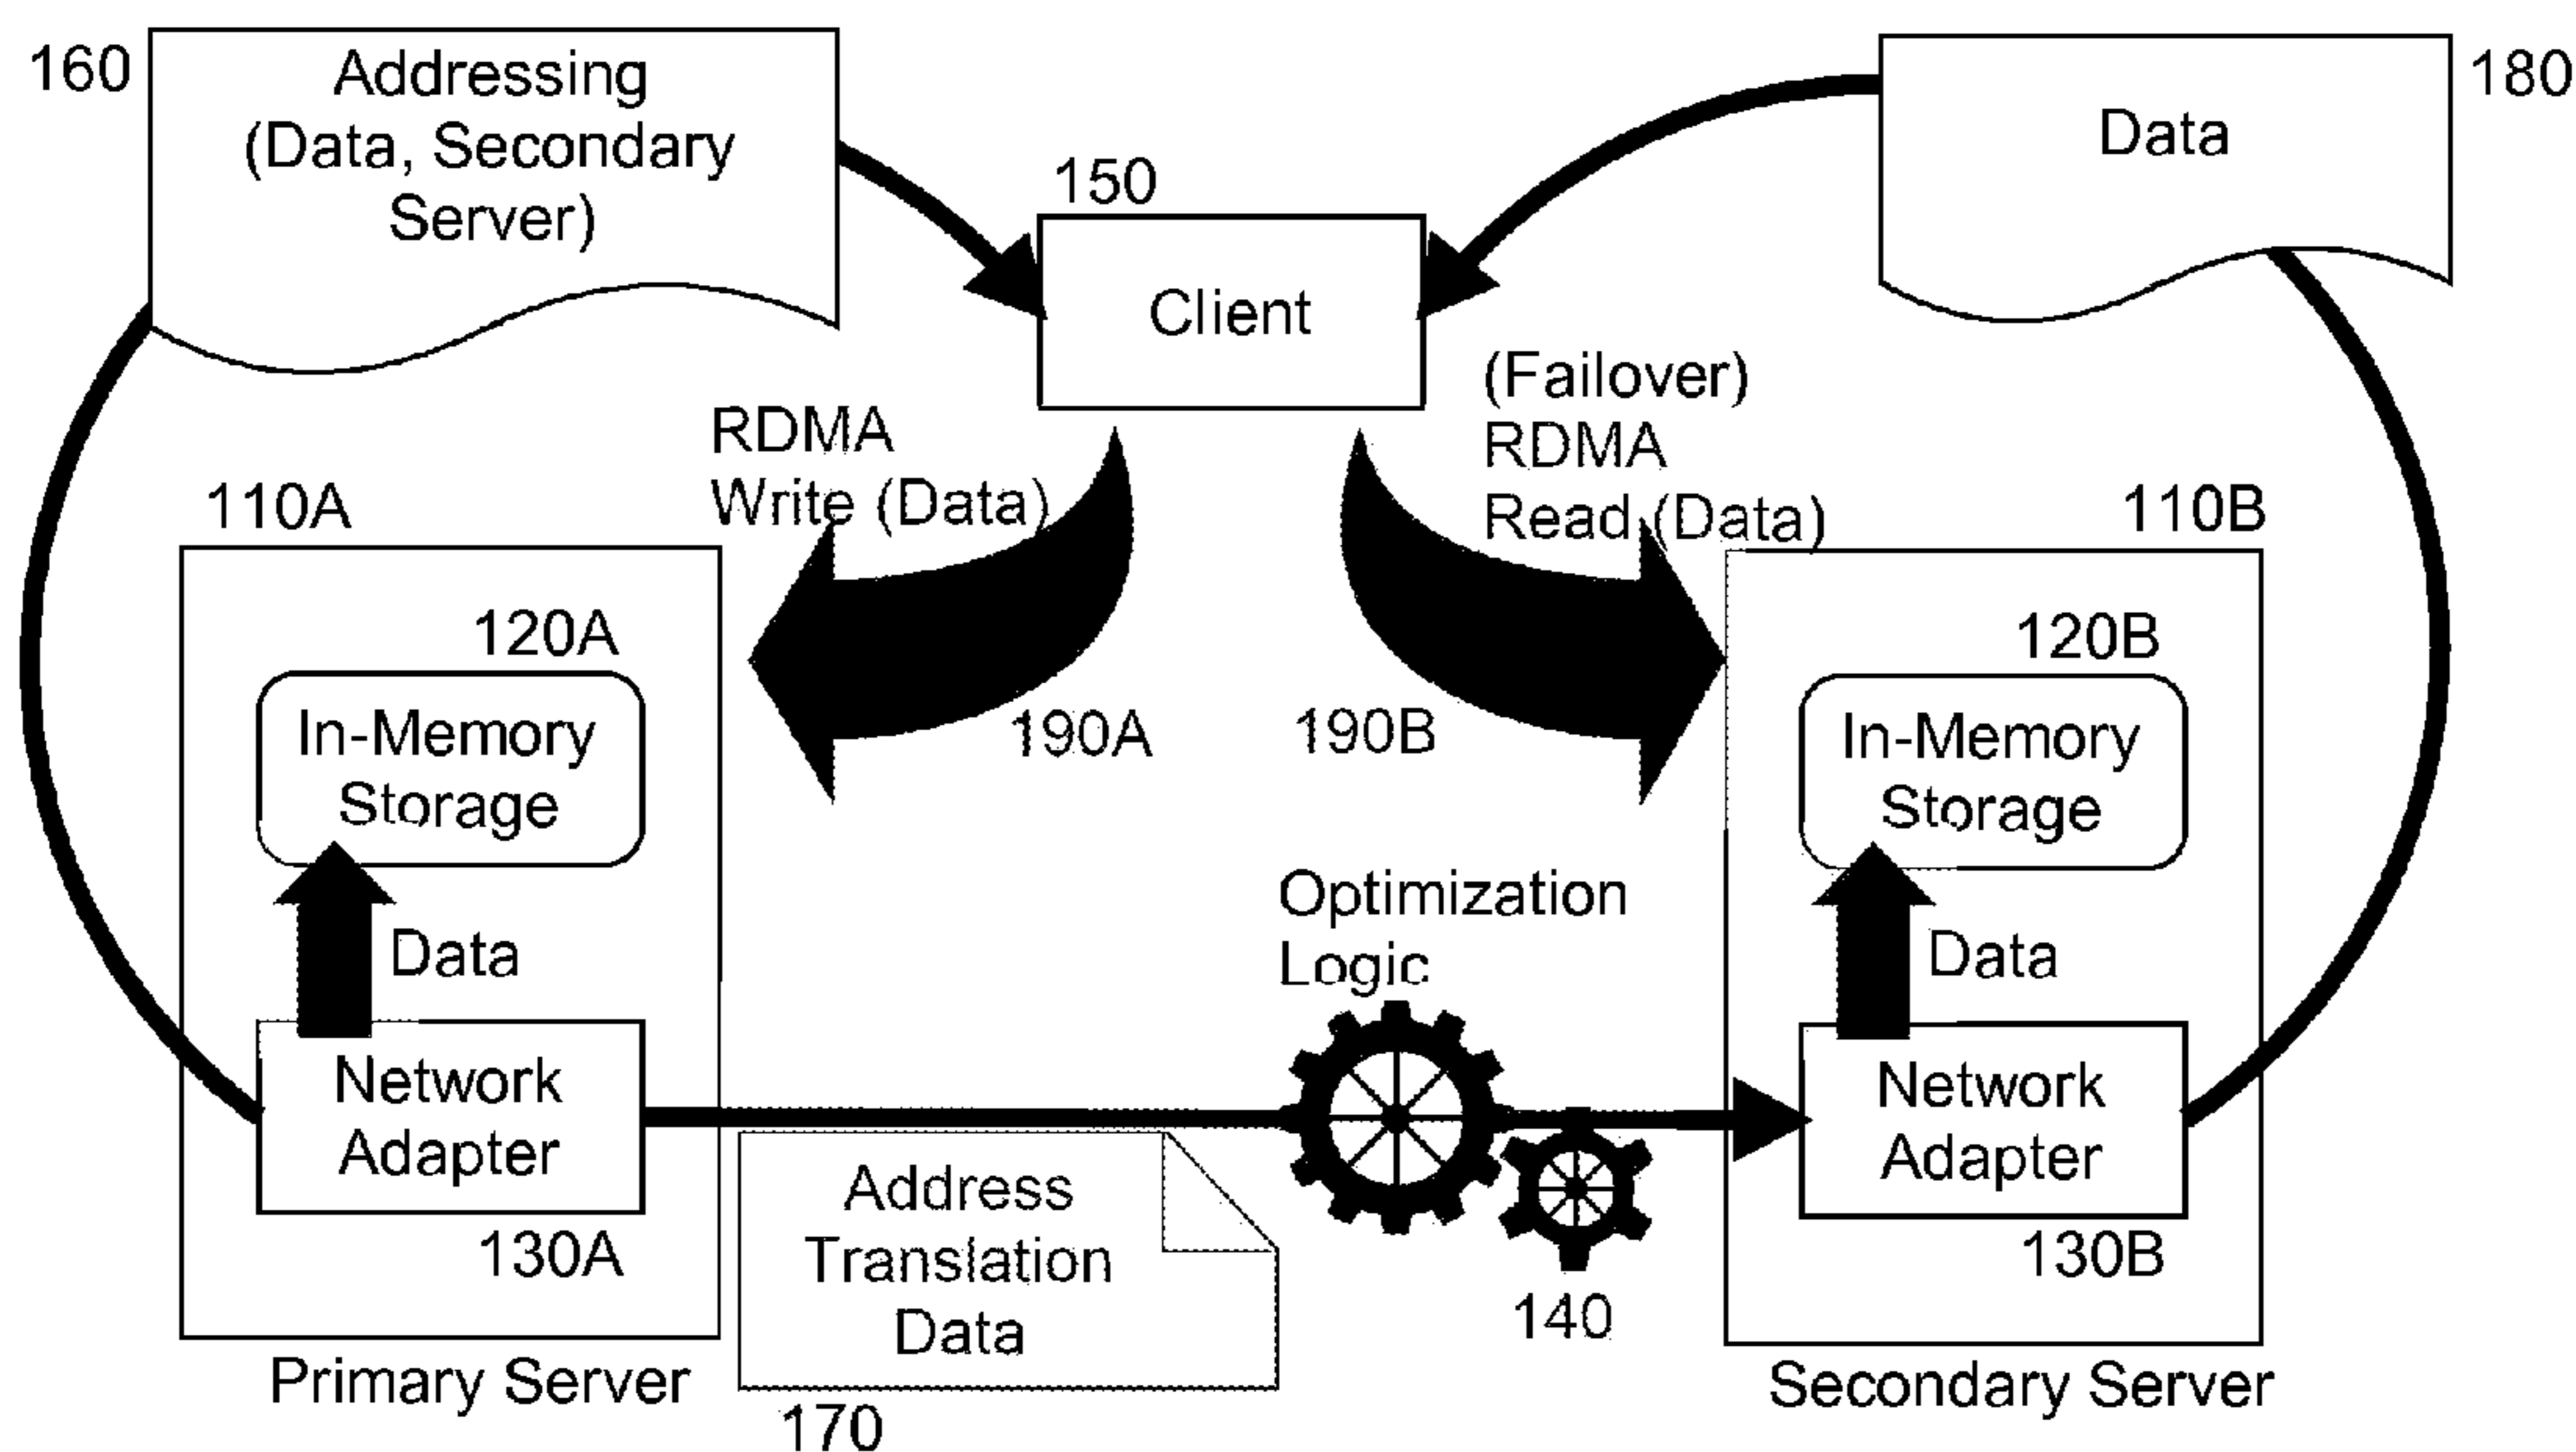 160
Addressing
(Data, Secondary
Server)
150
Client
Data
180
RDMA
Write (Data)
(Failover)
RDMA
Read (Data)
110A
120A
In-Memory
Storage
Data
Network
Adapter
130A
Primary Server
190A
190B
Optimization
Logic
140
Address
Translation
Data
170
110B
120B
In-Memory
Storage
Data
Network
Adapter
130B
Secondary Server